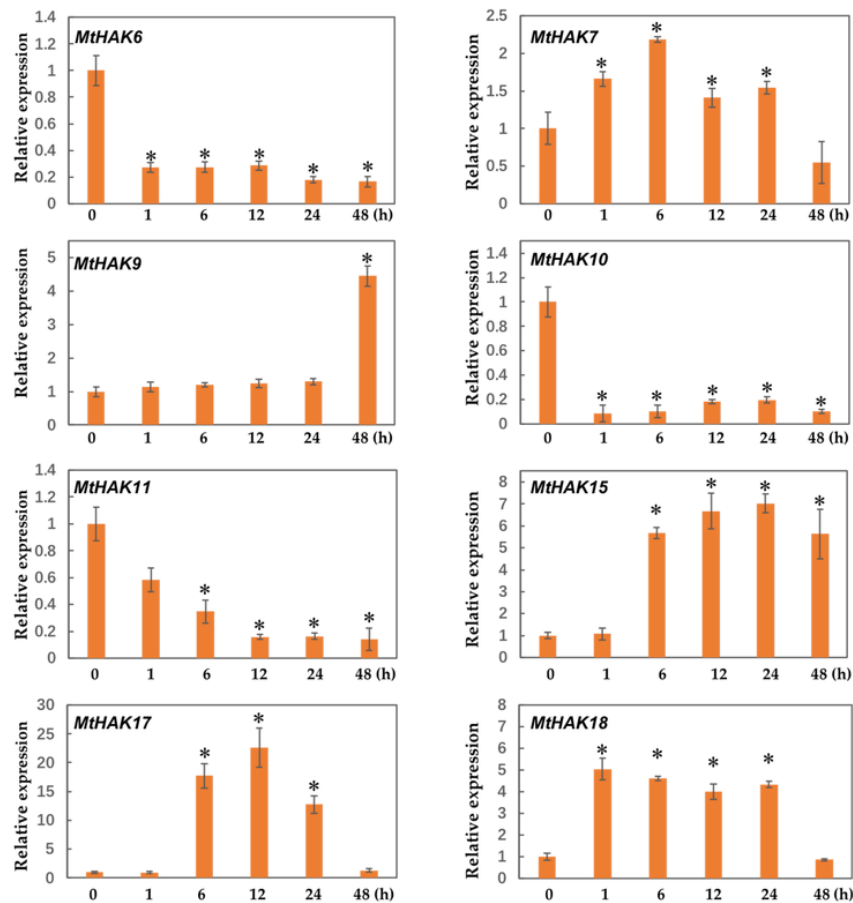 MtHAK6
Relative expression
1.4
1.2
1
0.8
0.6
0.4
0.2
0
* * * * *
0 1 6 12 24 48 (h)
MtHAK7
Relative expression
2.5
2
1.5
1
0.5
0
* * * *
0 1 6 12 24 48 (h)
MtHAK9
Relative expression
5
4
3
2
1
0
*
0 1 6 12 24 48 (h)
MtHAK10
Relative expression
1.4
1.2
1
0.8
0.6
0.4
0.2
0
* * * * *
0 1 6 12 24 48 (h)
MtHAK11
Relative expression
1.4
1.2
1
0.8
0.6
0.4
0.2
0
* * * *
0 1 6 12 24 48 (h)
MtHAK15
Relative expression
8
7
6
5
4
3
2
1
0
* * * *
0 1 6 12 24 48 (h)
MtHAK17
Relative expression
30
25
20
15
10
5
0
* * *
0 1 6 12 24 48 (h)
MtHAK18
Relative expression
8
7
6
5
4
3
2
1
0
* * * *
0 1 6 12 24 48 (h)